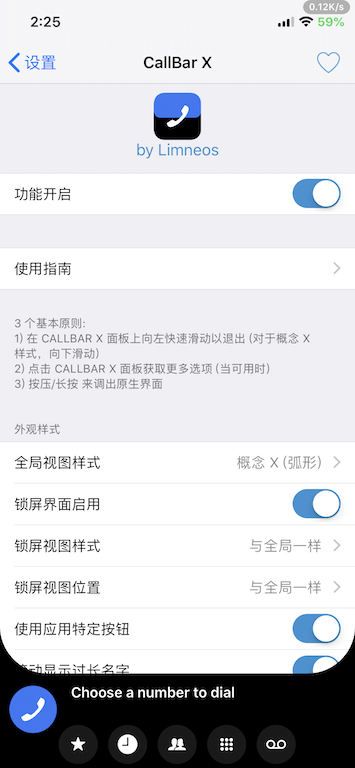 0.12K/s
2:25
59%
设置
CallBar X
by Limneos
功能开启
使用指南
3 个基本原则:
1) 在 CALLBAR X 面板上向左快速滑动以退出 (对于概念 X
样式，向下滑动)
2) 点击 CALLBAR X 面板获取更多选项 (当可用时)
3) 按压/长按 来调出原生界面
外观样式
全局视图样式 概念 X (弧形)
锁屏界面启用
锁屏视图样式 与全局一样
锁屏视图位置 与全局一样
使用应用特定按钮
动显示过长名字
Choose a number to dial